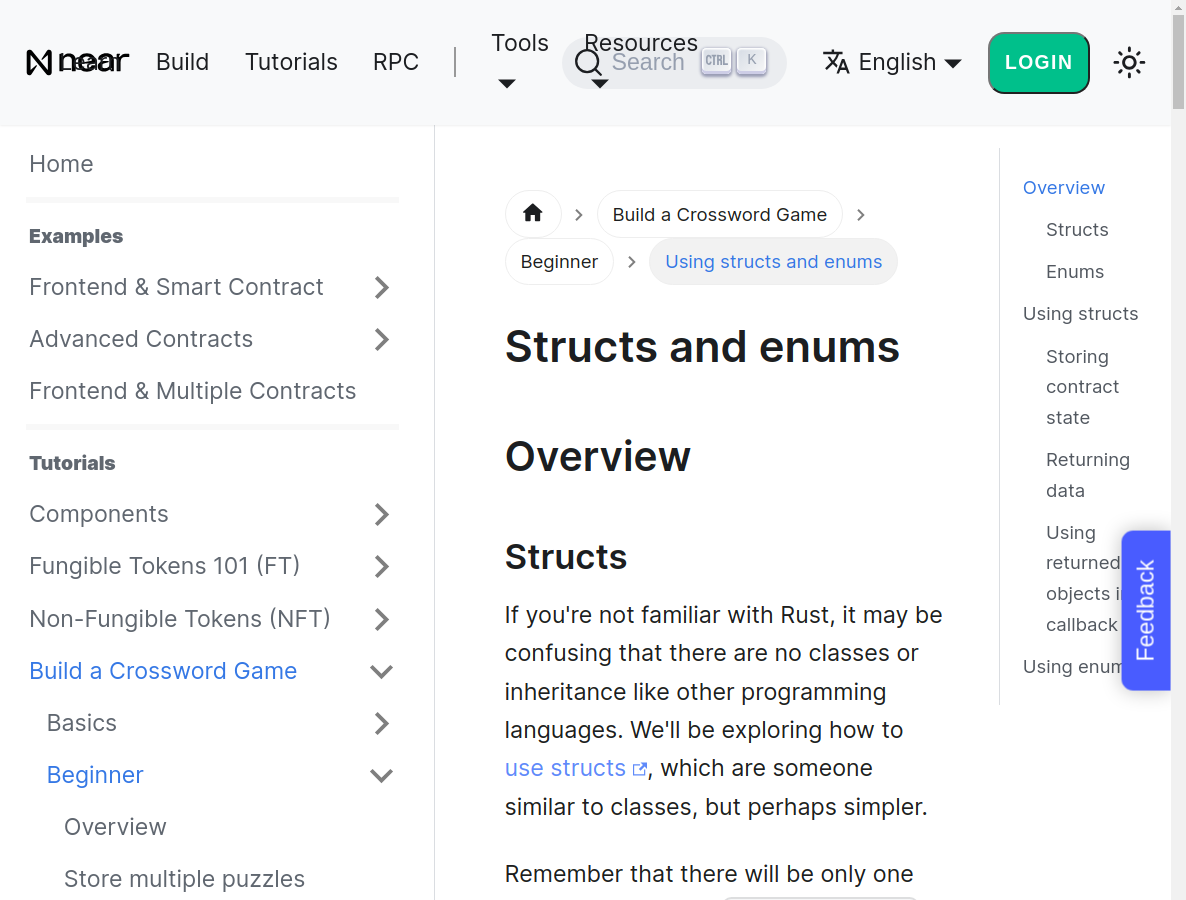 near
Learn
Build
Tutorials
RPC
Tools
Resources
Search
CTRL
K
English
LOGIN
Home
Examples
Frontend & Smart Contract
Advanced Contracts
Frontend & Multiple Contracts
Tutorials
Components
Fungible Tokens 101 (FT)
Non-Fungible Tokens (NFT)
Build a Crossword Game
Basics
Beginner
Overview
Store multiple puzzles
Build a Crossword Game
Beginner
Using structs and enums
Structs and enums
Overview
Structs
If you're not familiar with Rust, it may be
confusing that there are no classes or
inheritance like other programming
languages. We'll be exploring how to
use structs , which are someone
similar to classes, but perhaps simpler.
Remember that there will be only one
Overview
Structs
Enums
Using structs
Storing
contract
state
Returning
data
Using
returned
objects
callback
Using
Feedback